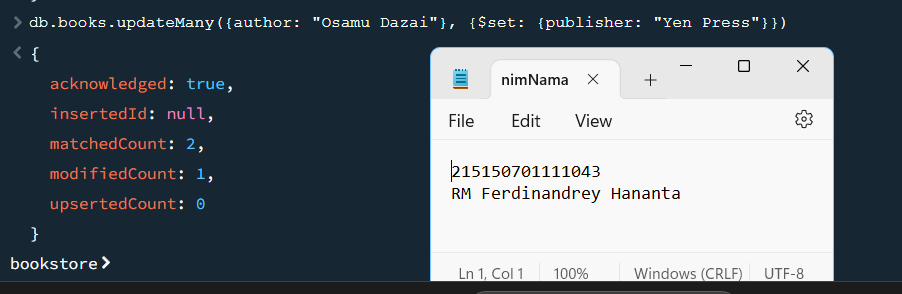 db.books.updateMany({author: "Osamu Dazai"}, {$set: {publisher: "Yen Press"}})
{
acknowledged: true,
insertedId: null,
matchedCount: 2,
modifiedCount: 1,
upsertedCount: 0
}
bookstore>
nimNama
File Edit View
215150701111043
RM Ferdinandrey Hananta
Ln 1, Col 1 100% Windows (CRLF) UTF-8